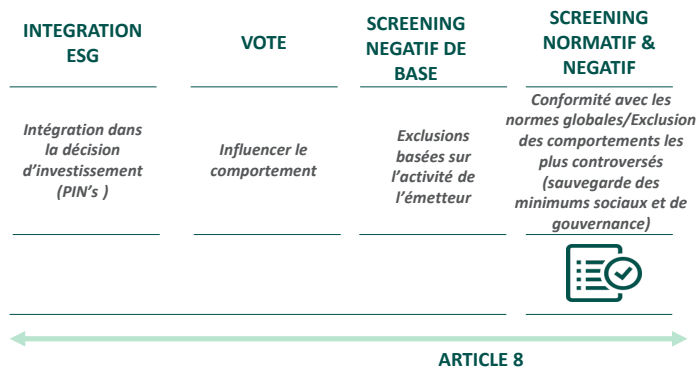 INTEGRATION
ESG
VOTE
SCREENING
NEGATIF DE
BASE
SCREENING
NORMATIF &
NEGATIF
Intégration dans
la décision
d'investissement
(PIN's )
Influencer le
comportement
Exclusions
basées sur
l'activité de
l'émetteur
Conformité avec les
normes globales/Exclusion
des comportements les
plus controversés
(sauvegarde des
minimums sociaux et de
gouvernance)
ARTICLE 8